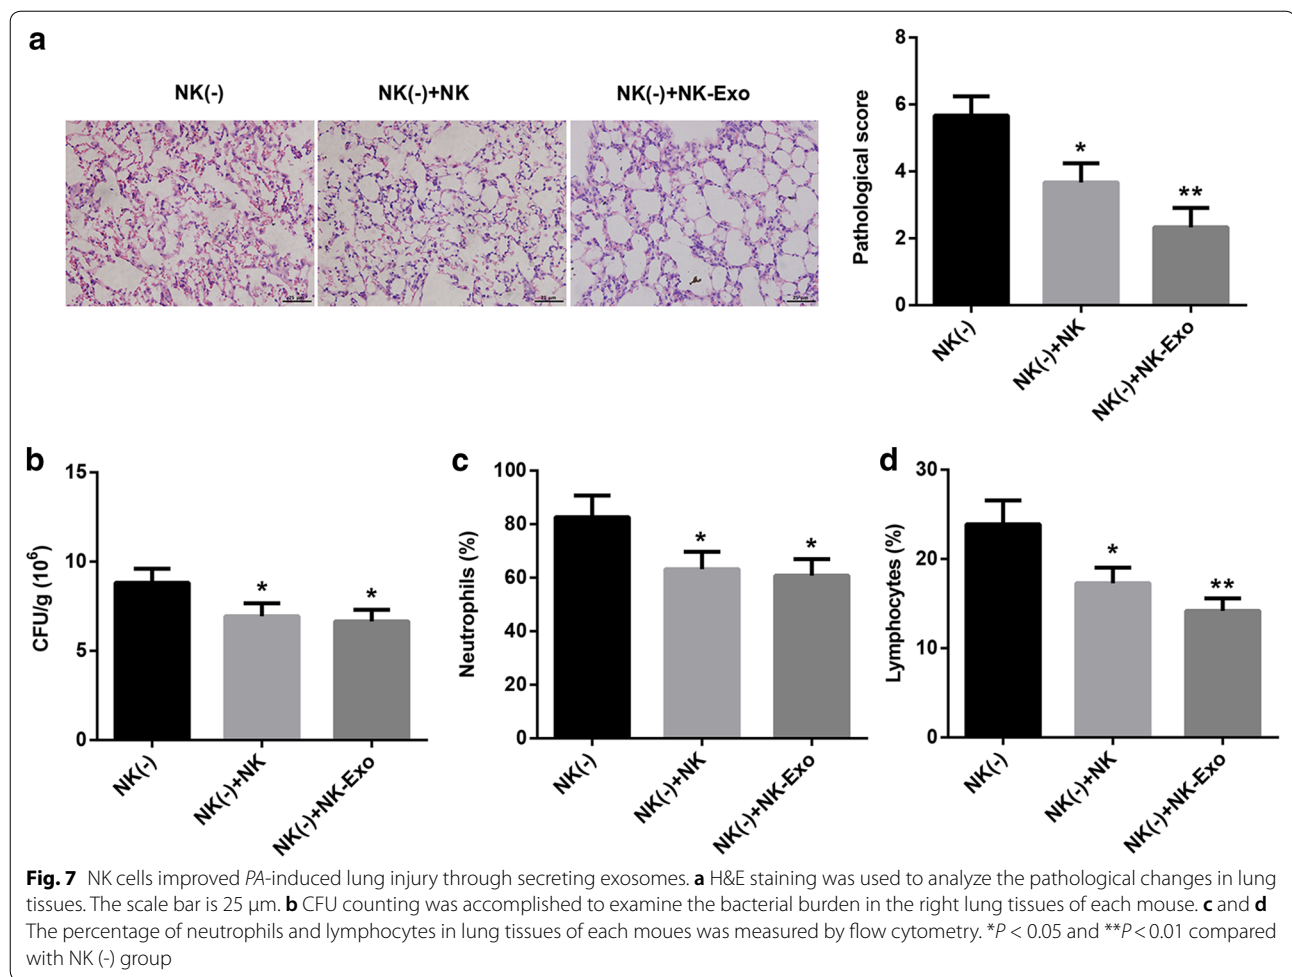 a
NK(-)
NK(-)+NK
NK(-)+NK-Exo
25 μm
25 μm
25 μm
Pathological score
8
6
4
2
0
*
**
NK(-)
NK(-)+NK
NK(-)+NK-Exo
b
CFU/g (10⁶)
15
10
5
0
*
*
NK(-)
NK(-)+NK
NK(-)+NK-Exo
c
Neutrophils (%)
100
80
60
40
20
0
*
*
NK(-)
NK(-)+NK
NK(-)+NK-Exo
d
Lymphocytes (%)
30
20
10
0
*
**
NK(-)
NK(-)+NK
NK(-)+NK-Exo
Fig. 7 NK cells improved PA-induced lung injury through secreting exosomes. a H&E staining was used to analyze the pathological changes in lung
tissues. The scale bar is 25 μm. b CFU counting was accomplished to examine the bacterial burden in the right lung tissues of each mouse. c and d
The percentage of neutrophils and lymphocytes in lung tissues of each moues was measured by flow cytometry. *P < 0.05 and **P < 0.01 compared
with NK (-) group